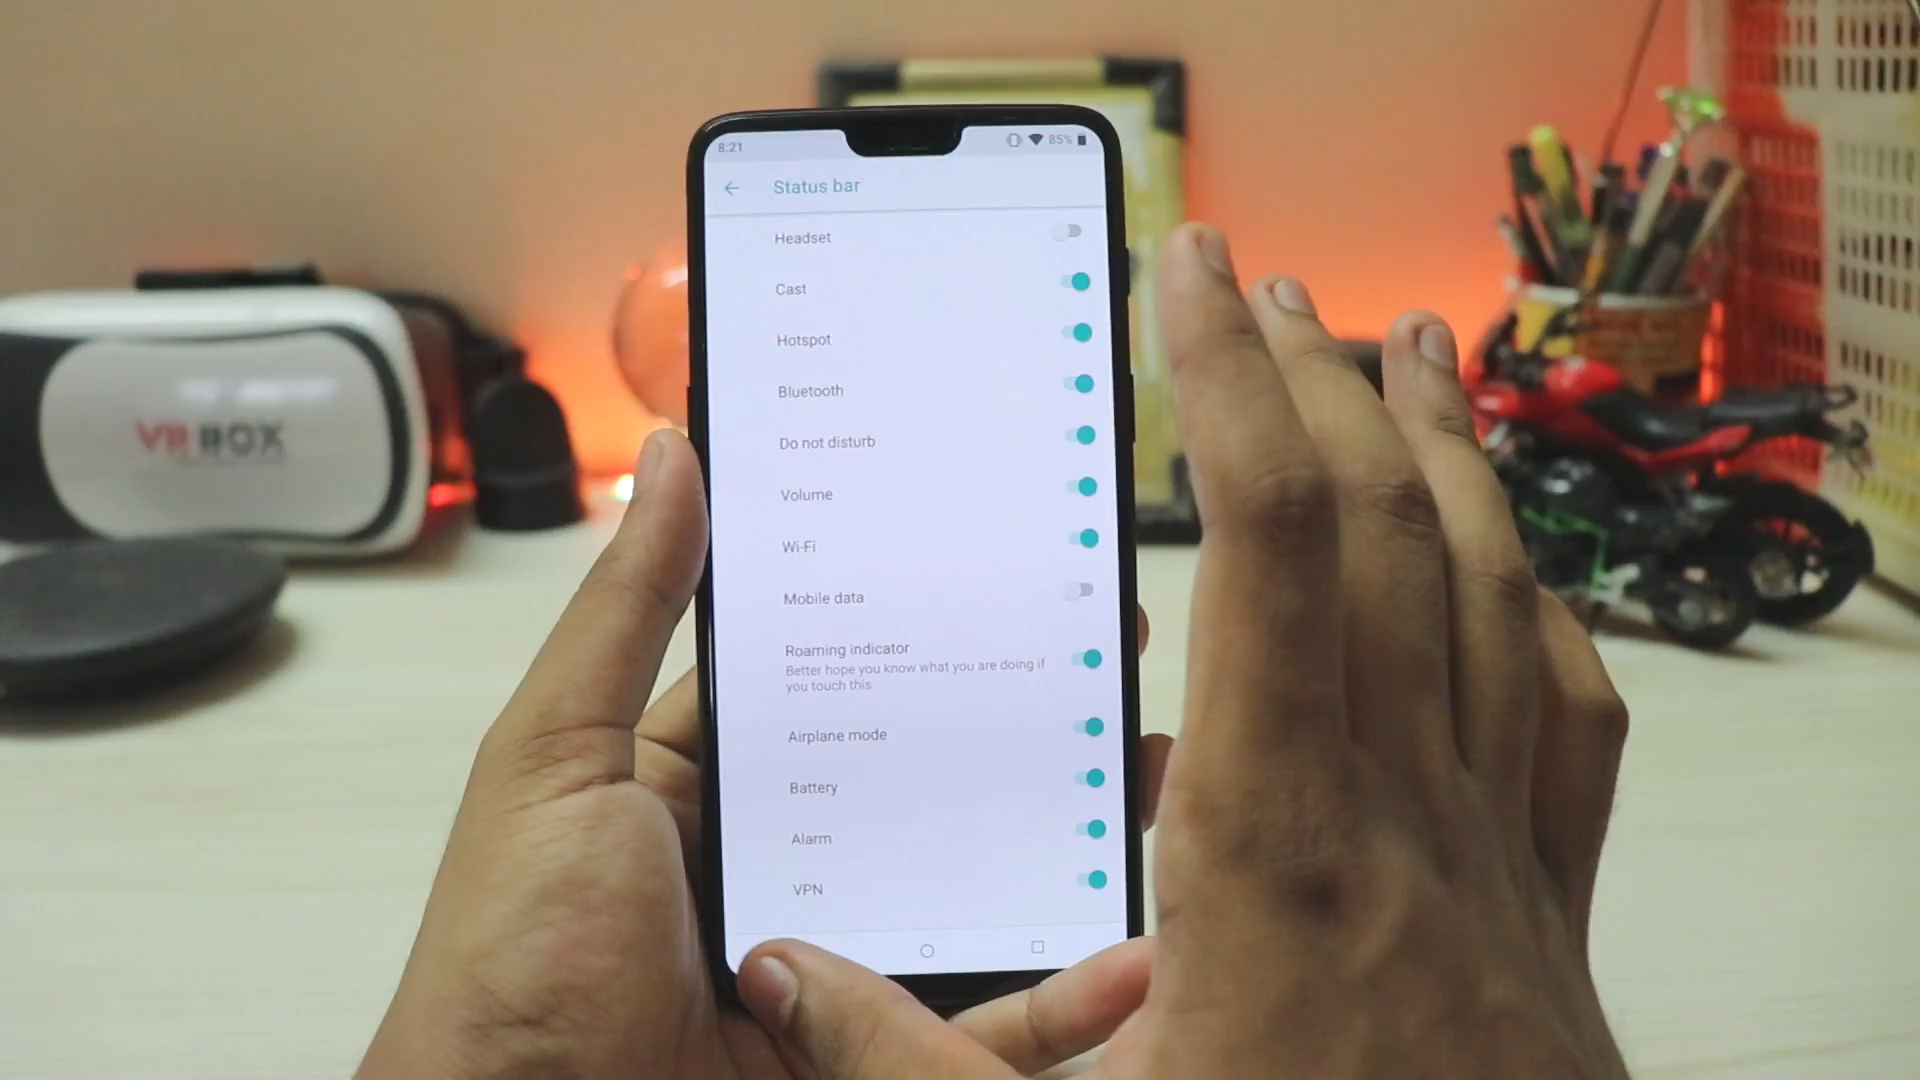 8:21
85%
Status bar
Headset
Cast
Hotspot
Bluetooth
Do not disturb
Volume
Wi-Fi
Mobile data
Roaming indicator
Better hope you know what you are doing if
you touch this
Airplane mode
Battery
Alarm
VPN
VR BOX